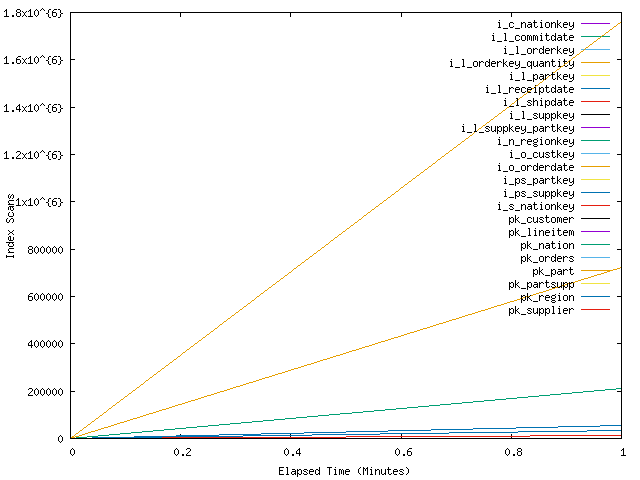 1.8x10^{6}
1.6x10^{6}
1.4x10^{6}
1.2x10^{6}
1x10^{6}
800000
600000
400000
200000
0
Index Scans
i_c_nationkey
i_l_commitdate
i_l_orderkey
i_l_orderkey_quantity
i_l_partkey
i_l_receiptdate
i_l_shipdate
i_l_suppkey
i_l_suppkey_partkey
i_n_regionkey
i_o_custkey
i_o_orderdate
i_ps_partkey
i_ps_suppkey
i_s_nationkey
pk_customer
pk_lineitem
pk_nation
pk_orders
pk_part
pk_partsupp
pk_region
pk_supplier
0 0.2 0.4 0.6 0.8 1
Elapsed Time (Minutes)